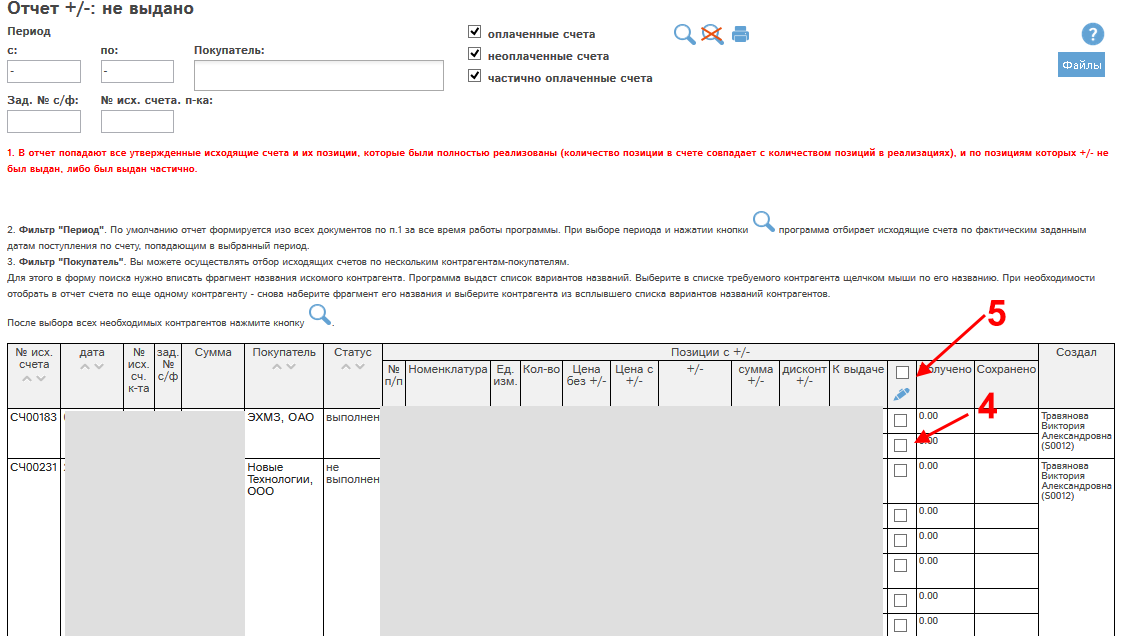 Отчет +/-: не выдано
Период
с:
по:
Покупатель:
-
-
Зад. № с/ф:
№ исх. счета. п-ка:
оплаченные счета
неоплаченные счета
частично оплаченные счета
?
Файлы
1. В отчет попадают все утвержденные исходящие счета и их позиции, которые были полностью реализованы (количество позиции в счете совпадает с количеством позиций в реализациях), и по позициям которых +/- не
был выдан, либо был выдан частично.
2. Фильтр "Период". По умолчанию отчет формируется изо всех документов по п.1 за все время работы программы. При выборе периода и нажатии кнопки программа отбирает исходящие счета по фактическим заданным
датам поступления по счету, попадающим в выбранный период.
3. Фильтр "Покупатель". Вы можете осуществлять отбор исходящих счетов по нескольким контрагентам-покупателям.
Для этого в форму поиска нужно вписать фрагмент названия искомого контрагента. Программа выдаст список вариантов названий. Выберите в списке требуемого контрагента щелчком мыши по его названию. При необходимости
отобрать в отчет счета по еще одному контрагенту - снова наберите фрагмент его названия и выберите контрагента из всплывшего списка вариантов названий контрагентов.
После выбора всех необходимых контрагентов нажмите кнопку .
5
№ исх.
счета
дата
№
исх.
сч.
к-та
зад.
№
с/ф
Сумма
Покупатель
Статус
Позиции с +/-
Создал
№
п/п
Номенклатура
Ед.
изм.
Кол-во
Цена
без +/-
Цена с
+/-
+/-
сумма
+/-
дисконт
+/-
К выдаче
олучено
Сохранено
4
СЧ00183
ЭХМЗ, ОАО
выполнен
0.00
.00
Травянова
Виктория
Александровна
(S0012)
СЧ00231
Новые
Технологии,
ООО
не
выполнен
0.00
Травянова
Виктория
Александровна
(S0012)
0.00
0.00
0.00
0.00
0.00